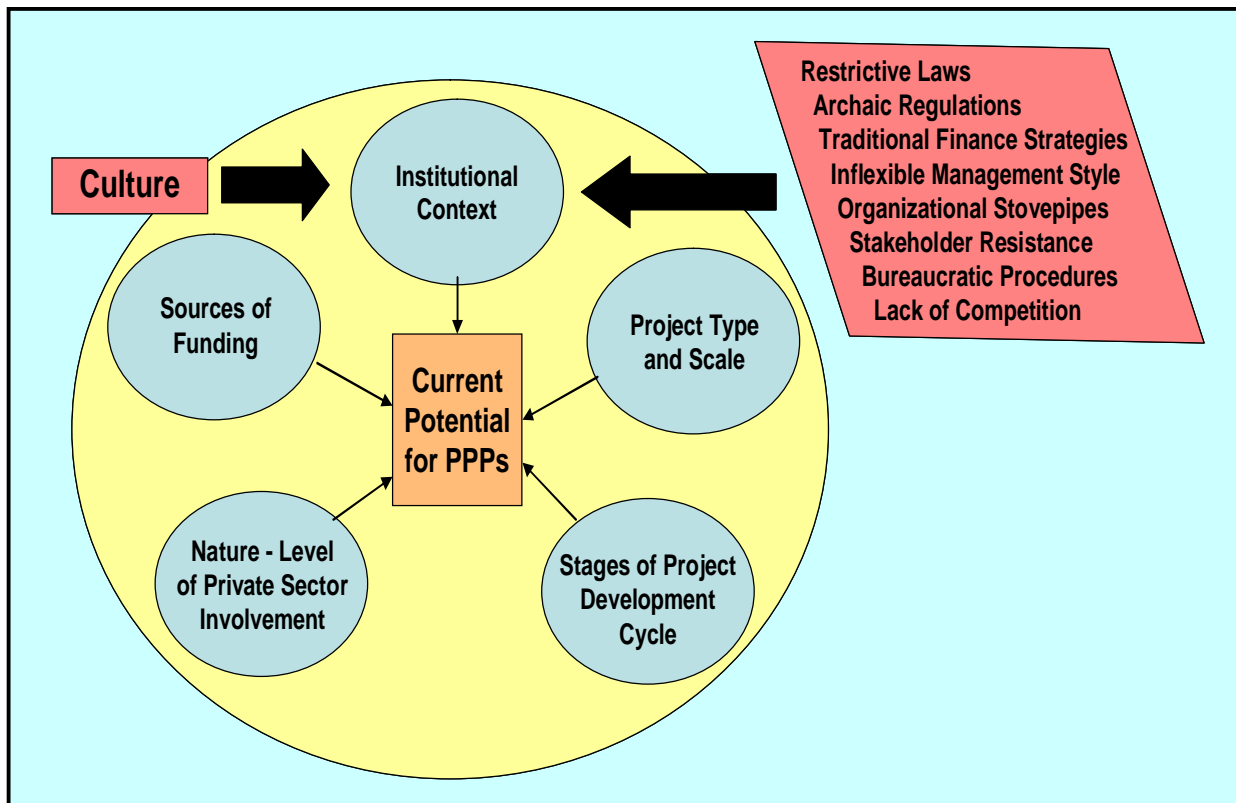 Culture
Institutional
Context
Restrictive Laws
Archaic Regulations
Traditional Finance Strategies
Inflexible Management Style
Organizational Stovepipes
Stakeholder Resistance
Bureaucratic Procedures
Lack of Competition
Sources of
Funding
Project Type
and Scale
Current
Potential
for PPPs
Nature - Level
of Private Sector
Involvement
Stages of Project
Development
Cycle